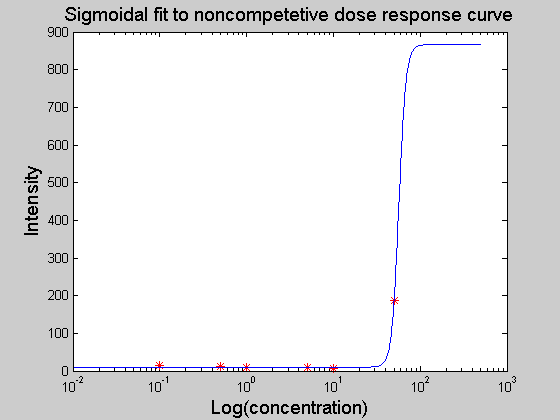 Sigmoidal fit to noncompetetive dose response curve
900
800
700
600
500
400
300
200
100
0
Intensity
10^-2 10^-1 10^0 10^1 10^2 10^3
Log(concentration)